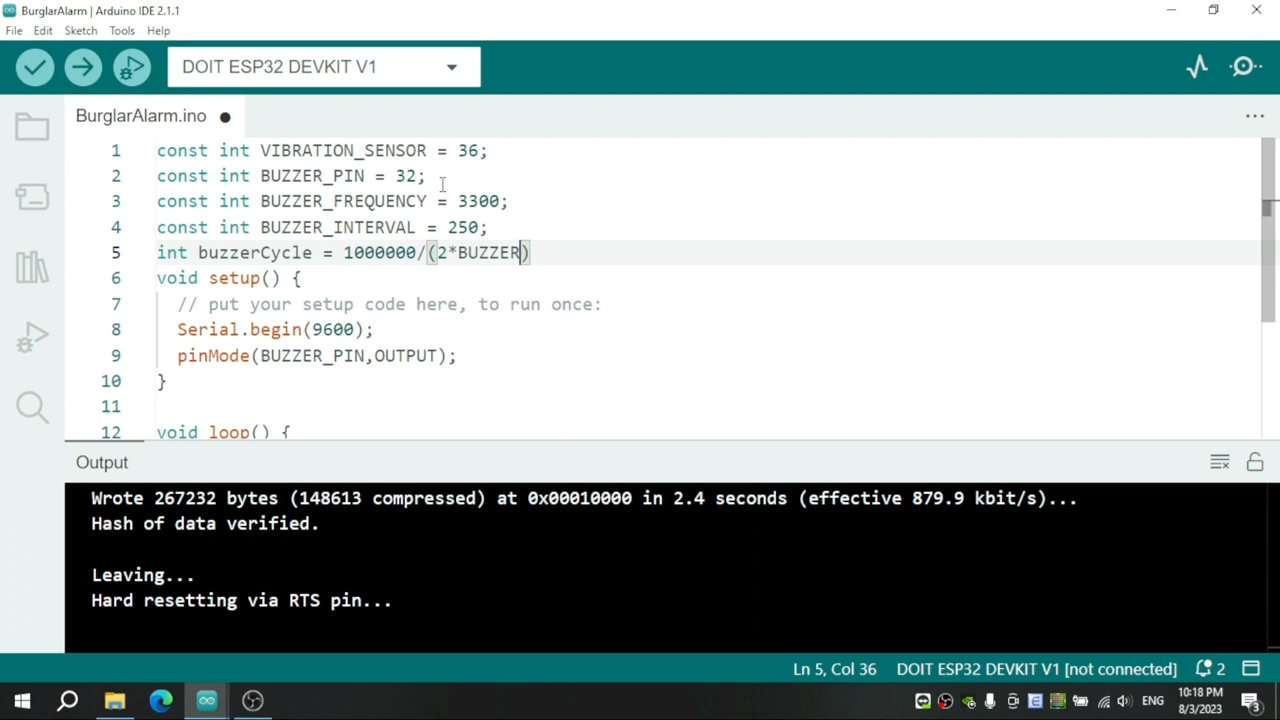 BurglarAlarm | Arduino IDE 2.1.1
File Edit Sketch Tools Help
DOIT ESP32 DEVKIT V1
BurglarAlarm.ino
1 const int VIBRATION_SENSOR = 36;
2 const int BUZZER_PIN = 32;
3 const int BUZZER_FREQUENCY = 3300;
4 const int BUZZER_INTERVAL = 250;
5 int buzzerCycle = 1000000/(2*BUZZER)
6 void setup() {
7 // put your setup code here, to run once:
8 Serial.begin(9600);
9 pinMode(BUZZER_PIN,OUTPUT);
10 }
11
12 void loop() {
Output
Wrote 267232 bytes (148613 compressed) at 0x00010000 in 2.4 seconds (effective 879.9 kbit/s)...
Hash of data verified.
Leaving...
Hard resetting via RTS pin...
Ln 5, Col 36 DOIT ESP32 DEVKIT V1 [not connected] 2
ENG 10:18 PM
8/3/2023 3